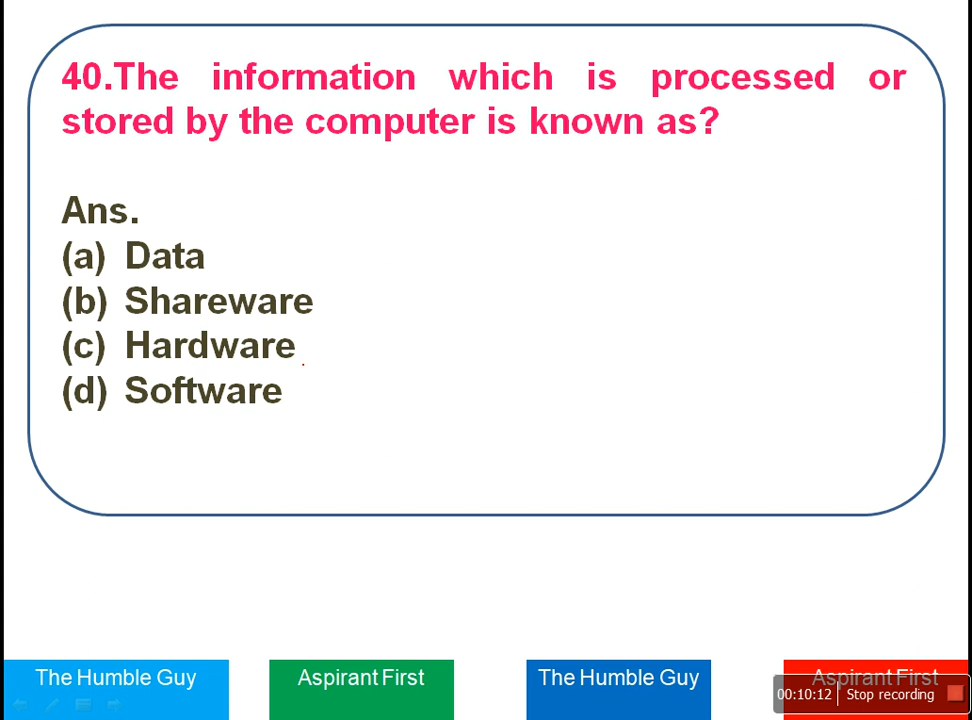 40.The information which is processed or
stored by the computer is known as?
Ans.
(a) Data
(b) Shareware
(c) Hardware
(d) Software
The Humble Guy
Aspirant First
The Humble Guy
Aspirant First
00:10:12 Stop recording